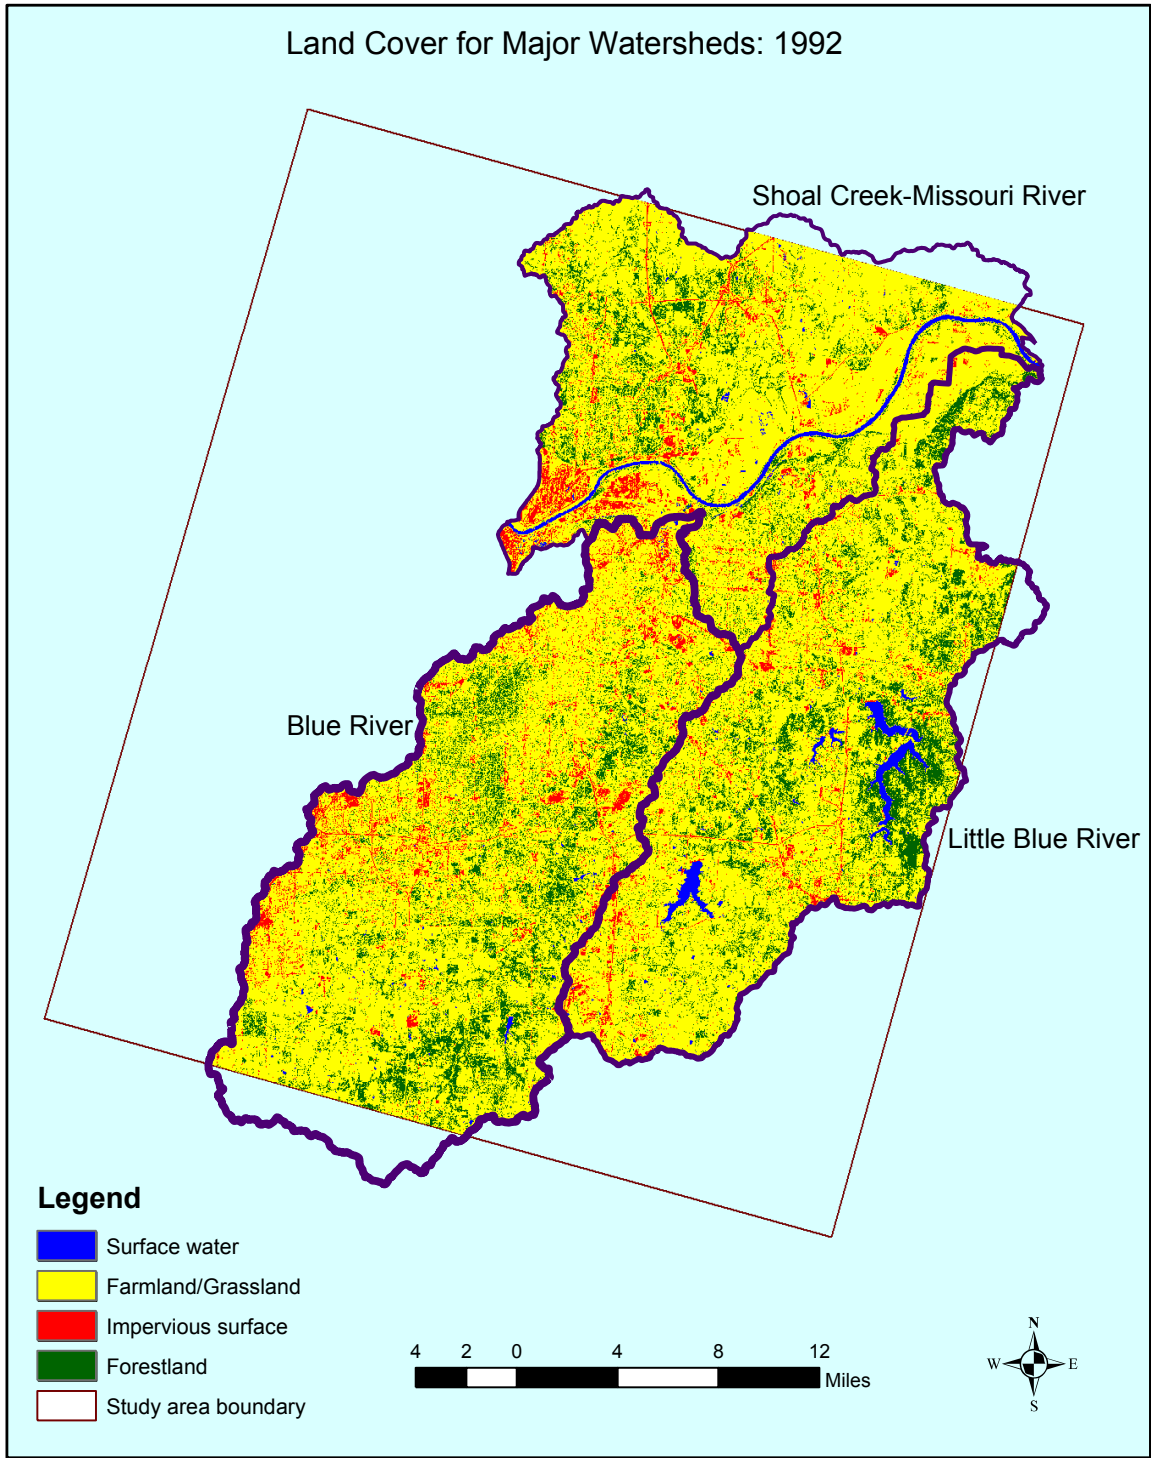 Land Cover for Major Watersheds: 1992
Shoal Creek-Missouri River
Blue River
Little Blue River
Legend
Surface water
Farmland/Grassland
Impervious surface
Forestland
Study area boundary
4 2 0 4 8 12
Miles
N
W E
S